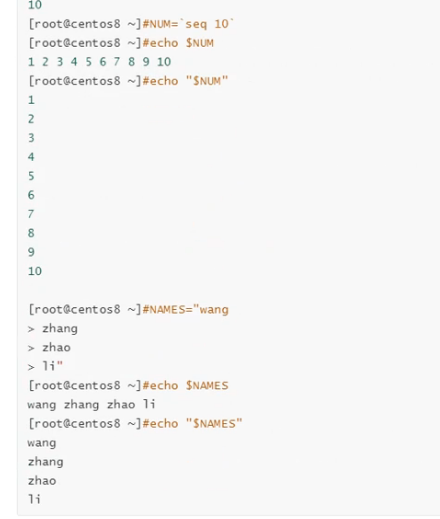 10
[root@centos8 ~]#NUM=`seq 10`
[root@centos8 ~]#echo $NUM
1 2 3 4 5 6 7 8 9 10
[root@centos8 ~]#echo "$NUM"
1
2
3
4
5
6
7
8
9
10
[root@centos8 ~]#NAMES="wang
> zhang
> zhao
> li"
[root@centos8 ~]#echo $NAMES
wang zhang zhao li
[root@centos8 ~]#echo "$NAMES"
wang
zhang
zhao
li